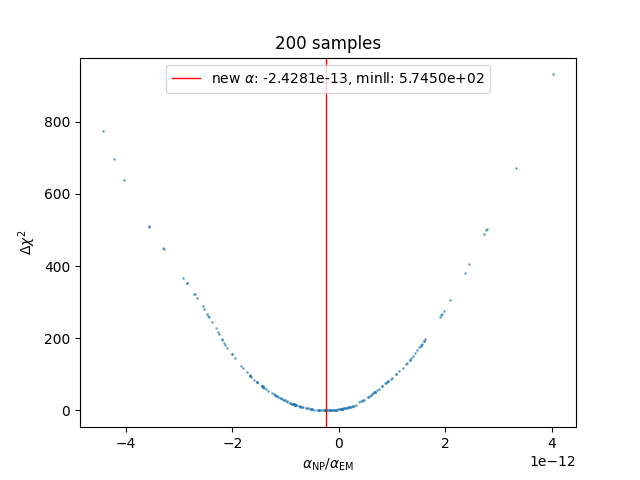 200 samples
new α: -2.4281e-13, minll: 5.7450e+02
800
600
400
200
0
Δχ²
−4
−2
0
2
4
1e−12
α_NP/α_EM